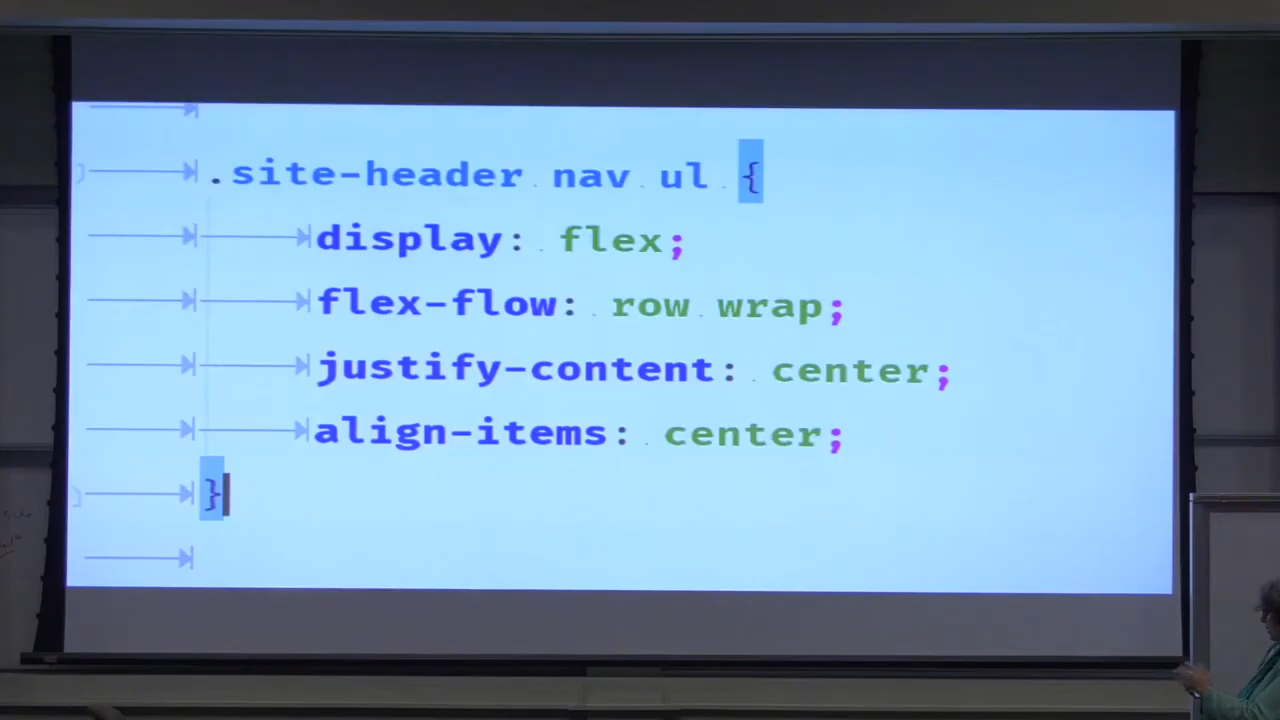 .site-header nav ul {
display: flex;
flex-flow: row wrap;
justify-content: center;
align-items: center;
}